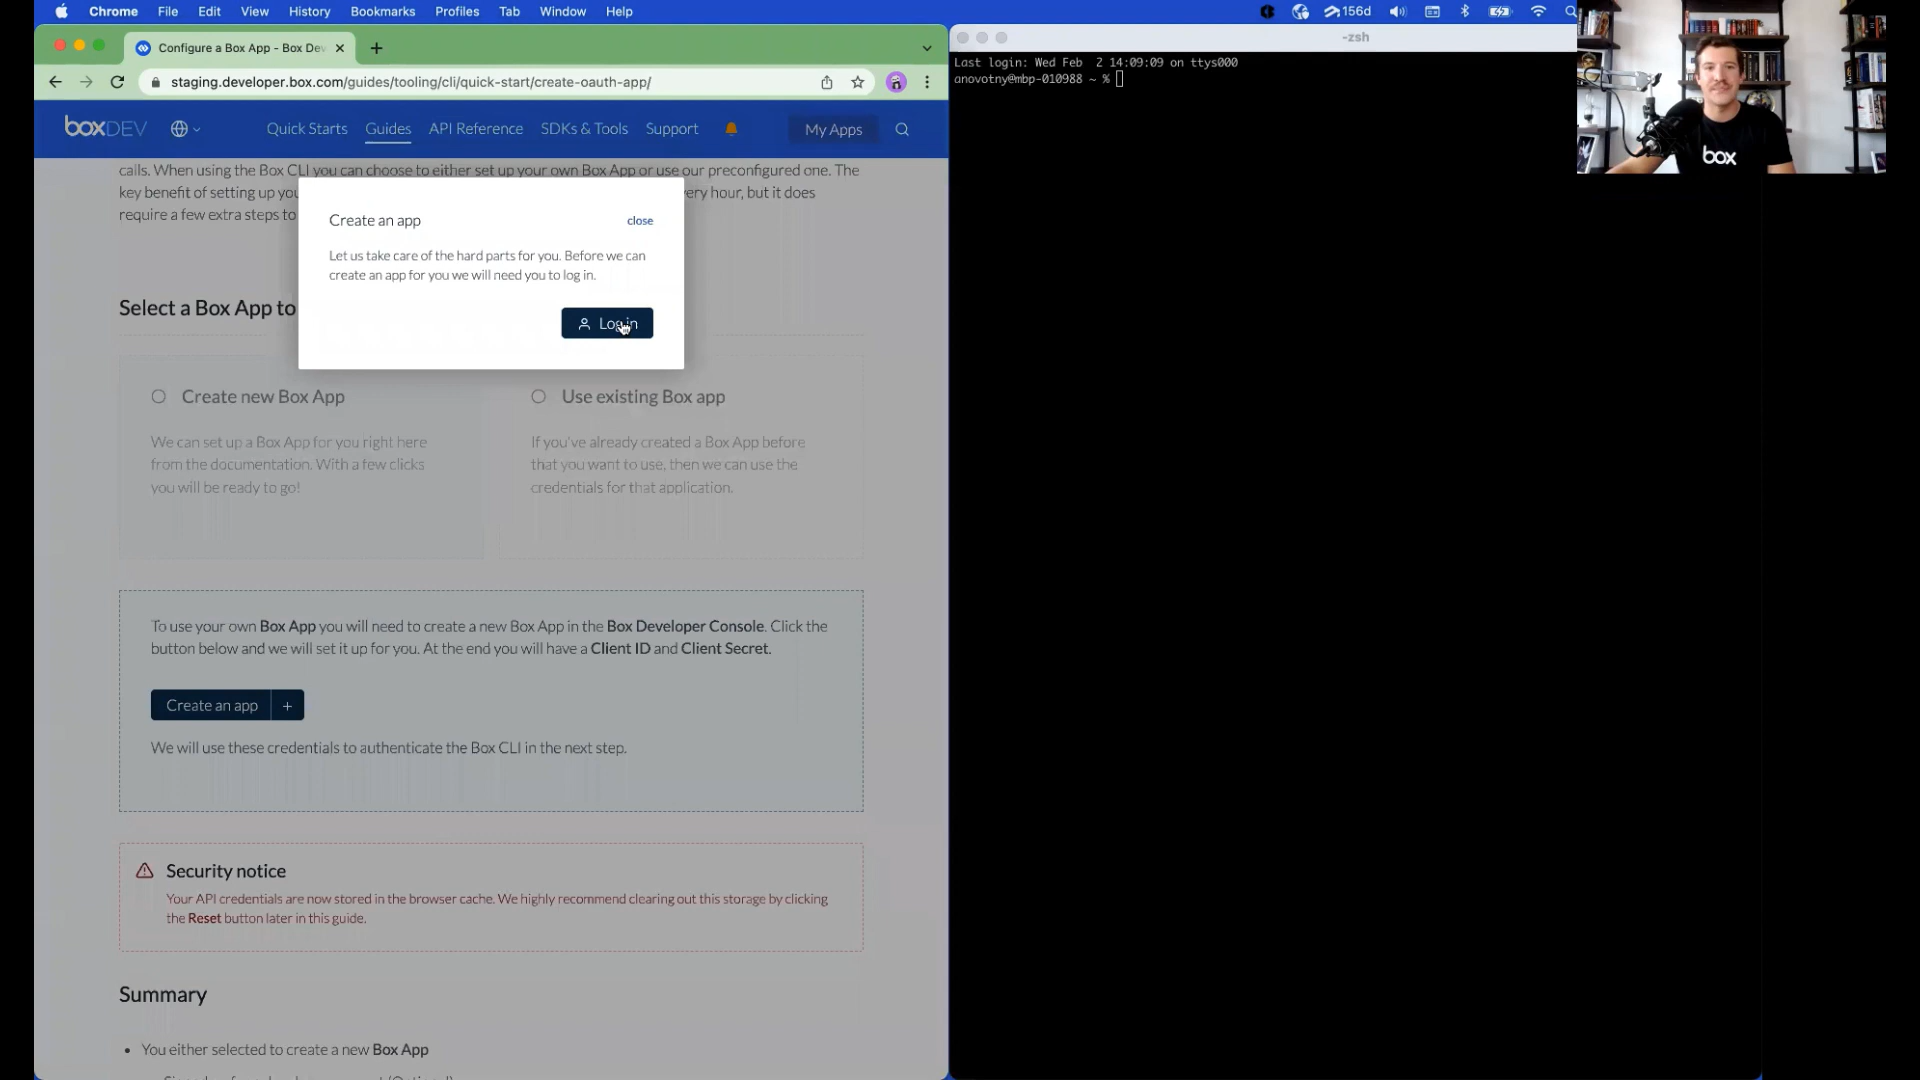 Chrome File Edit View History Bookmarks Profiles Tab Window Help
156d
Configure a Box App - Box Dev
-zsh
staging.developer.box.com/guides/tooling/cli/quick-start/create-oauth-app/
Last login: Wed Feb  2 14:09:09 on ttys000
anovotny@mbp-010988 ~ %
boxDEV
Quick Starts Guides API Reference SDKs & Tools Support My Apps
box
calls. When using the Box CLI you can choose to either set up your own Box App or use our preconfigured one. The
key benefit of setting up you very hour, but it does
require a few extra steps to
Create an app close
Let us take care of the hard parts for you. Before we can
create an app for you we will need you to log in.
Log in
Select a Box App to
Create new Box App
We can set up a Box App for you right here
from the documentation. With a few clicks
you will be ready to go!
Use existing Box app
If you've already created a Box App before
that you want to use, then we can use the
credentials for that application.
To use your own Box App you will need to create a new Box App in the Box Developer Console. Click the
button below and we will set it up for you. At the end you will have a Client ID and Client Secret.
Create an app +
We will use these credentials to authenticate the Box CLI in the next step.
Security notice
Your API credentials are now stored in the browser cache. We highly recommend clearing out this storage by clicking
the Reset button later in this guide.
Summary
• You either selected to create a new Box App